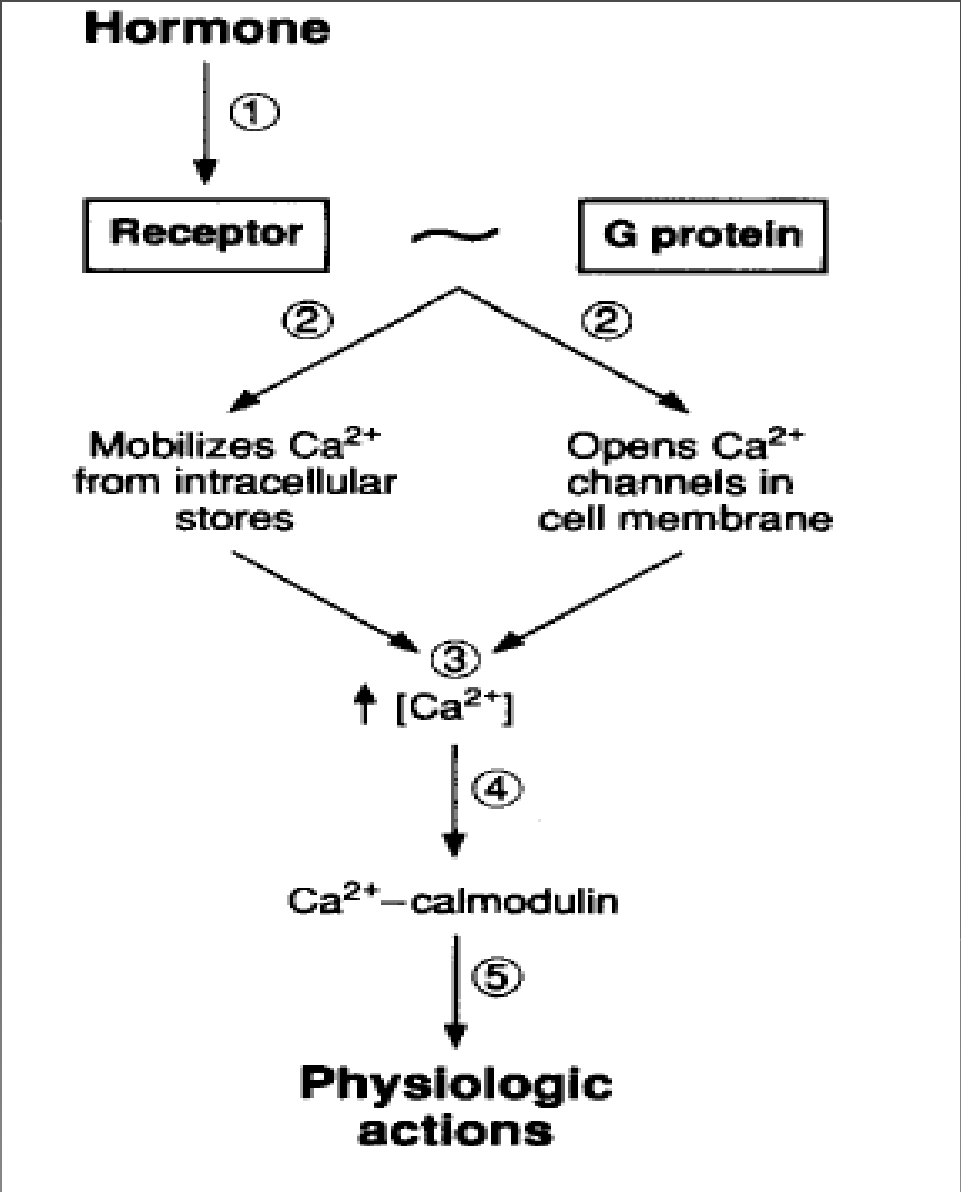 Hormone
①
Receptor ~ G protein
② ②
Mobilizes Ca²⁺
from intracellular
stores
Opens Ca²⁺
channels in
cell membrane
③
↑ [Ca²⁺]
④
Ca²⁺–calmodulin
⑤
Physiologic
actions